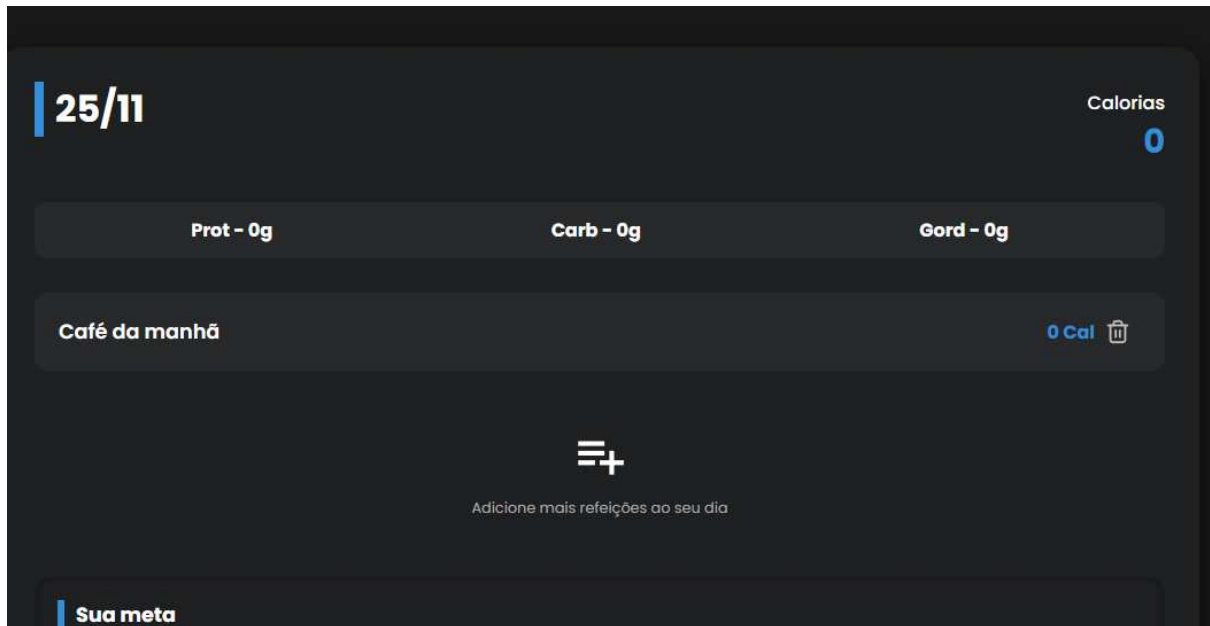 25/11
Calorias
0
Prot - 0g Carb - 0g Gord - 0g
Café da manhã 0 Cal
Adicione mais refeições ao seu dia
Sua meta